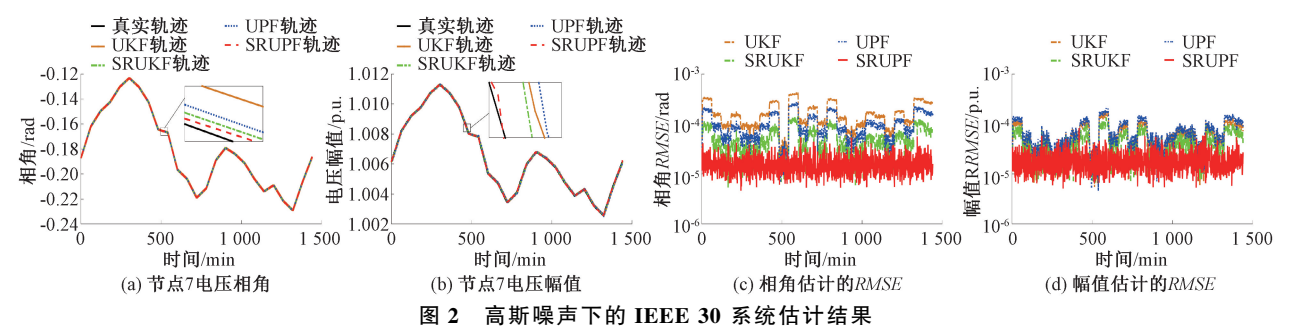 真实轨迹 UPF轨迹
UKF轨迹 SRUPF轨迹
SRUKF轨迹
-0.12
-0.14
-0.16
-0.18
-0.20
-0.22
-0.24
相角/rad
0 500 1 000 1 500
时间/min
(a) 节点7电压相角
真实轨迹 UPF轨迹
UKF轨迹 SRUPF轨迹
SRUKF轨迹
1.012
1.010
1.008
1.006
1.004
1.002
电压幅值/p.u.
0 500 1 000 1 500
时间/min
(b) 节点7电压幅值
UKF UPF
SRUKF SRUPF
10-3
10-4
10-5
10-6
相角RMSE/rad
0 500 1 000 1 500
时间/min
(c) 相角估计的RMSE
UKF UPF
SRUKF SRUPF
10-3
10-4
10-5
10-6
幅值RRMSE/p.u.
0 500 1 000 1 500
时间/min
(d) 幅值估计的RMSE
图 2 高斯噪声下的 IEEE 30 系统估计结果